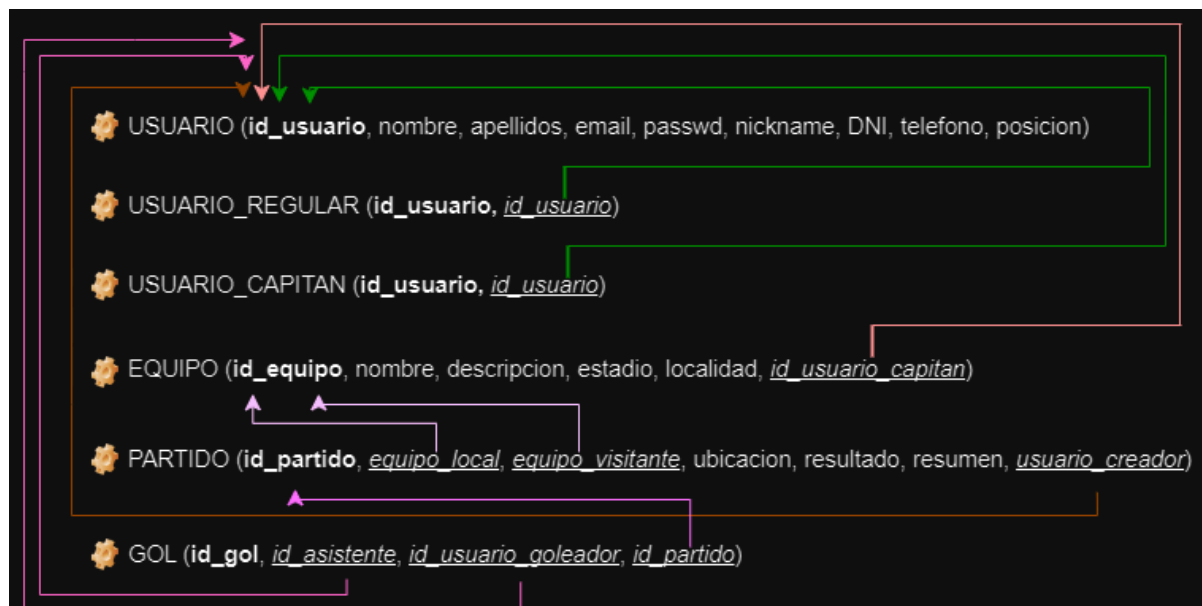 USUARIO (id_usuario, nombre, apellidos, email, passwd, nickname, DNI, telefono, posicion)
USUARIO_REGULAR (id_usuario, id_usuario)
USUARIO_CAPITAN (id_usuario, id_usuario)
EQUIPO (id_equipo, nombre, descripcion, estadio, localidad, id_usuario_capitan)
PARTIDO (id_partido, equipo_local, equipo_visitante, ubicacion, resultado, resumen, usuario_creador)
GOL (id_gol, id_asistente, id_usuario_goleador, id_partido)